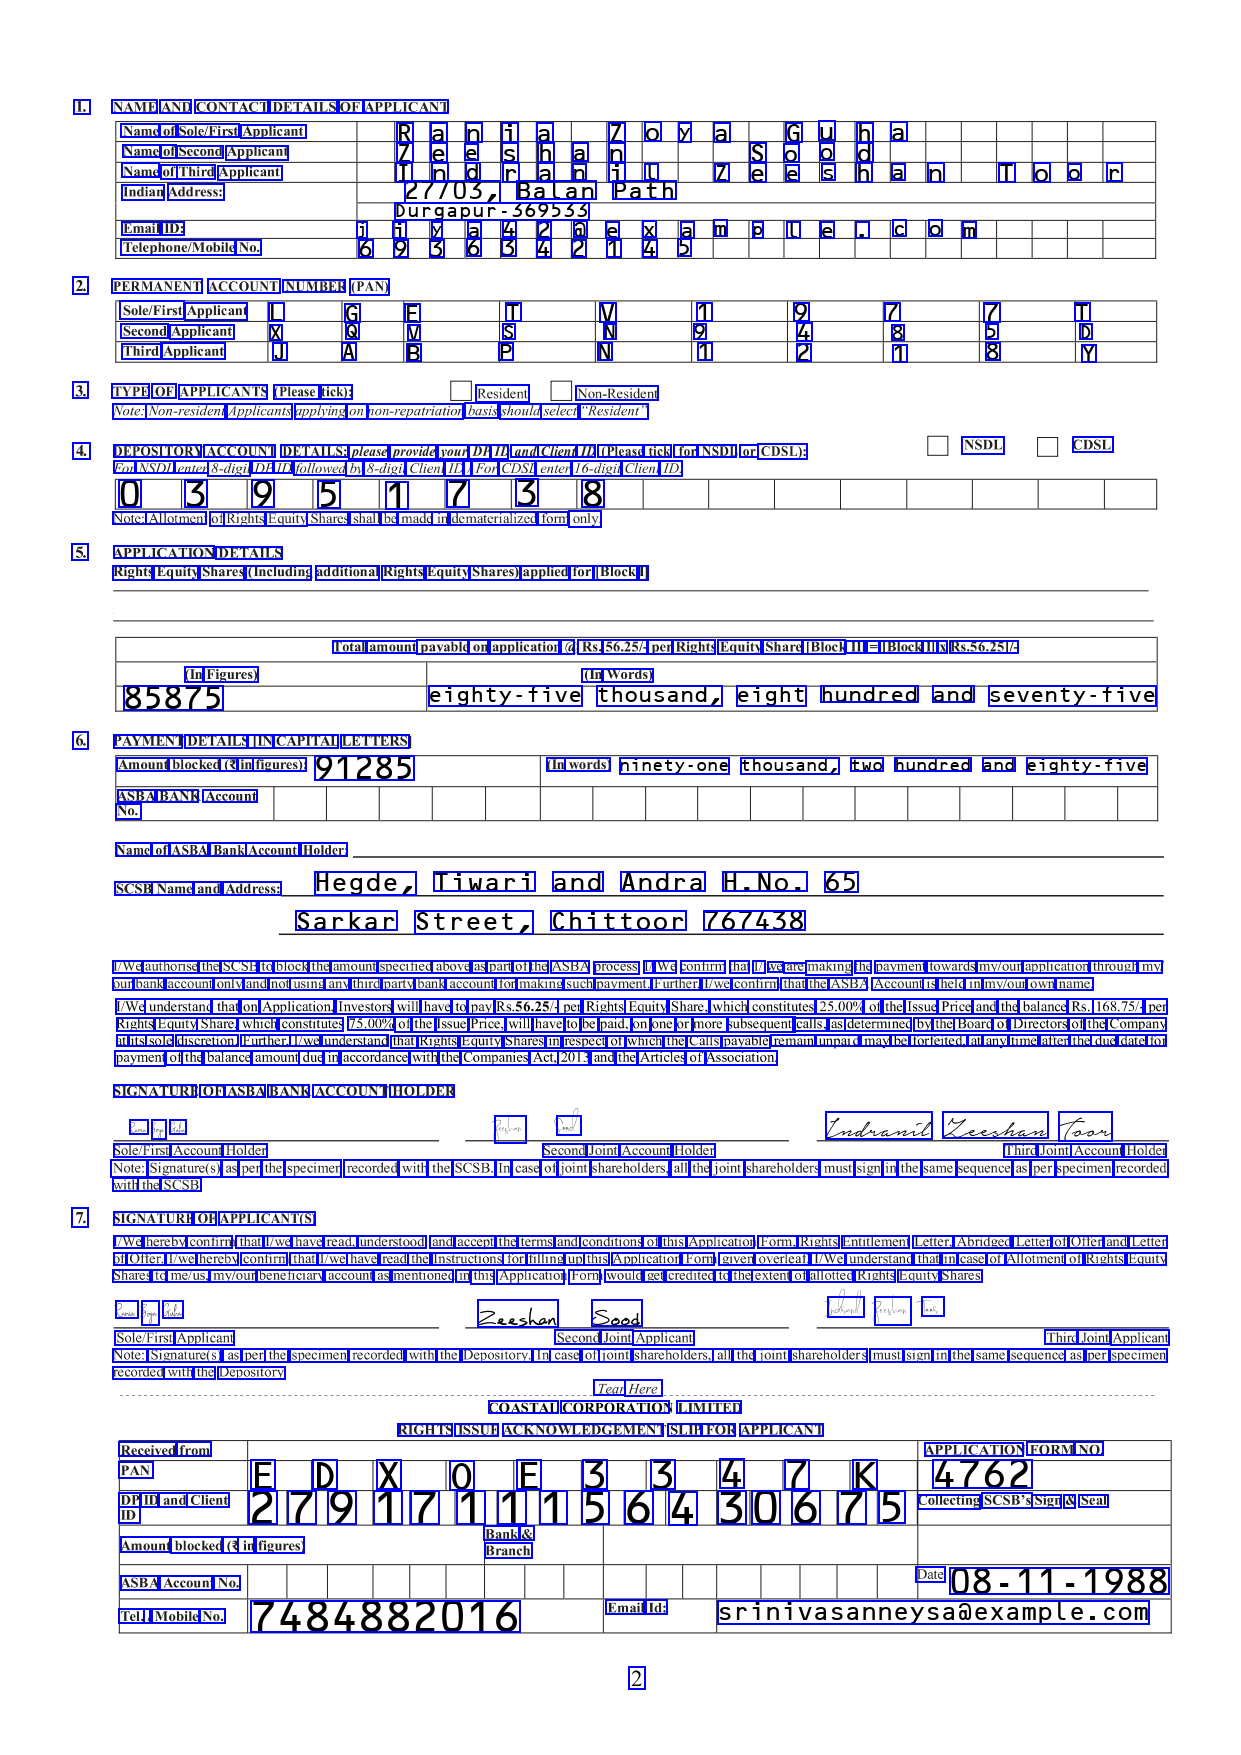 1. NAME AND CONTACT DETAILS OF APPLICANT
Name of Sole/First Applicant Rania Zoya Guha
Name of Second Applicant Zeeshan Sood
Name of Third Applicant Indranil Zeeshan Toor
Indian Address: 27/03, Balan Path
Durgapur-369533
Email ID: jiya42@example.com
Telephone/Mobile No. 6936342145
2. PERMANENT ACCOUNT NUMBER (PAN)
Sole/First Applicant L G E T V 1 9 7 7 T
Second Applicant X Q V S N 9 4 8 5 D
Third Applicant J A B P N 1 2 1 8 Y
3. TYPE OF APPLICANTS (Please tick): Resident Non-Resident
Note: Non-resident Applicants applying on non-repatriation basis should select "Resident"
4. DEPOSITORY ACCOUNT DETAILS: please provide your DP ID and Client ID (Please tick for NSDL or CDSL): NSDL CDSL
For NSDL enter 8-digit DP ID followed by 8-digit Client ID / For CDSL enter 16-digit Client ID.
0 3 9 5 1 7 3 8
Note: Allotment of Rights Equity Shares shall be made in dematerialized form only.
5. APPLICATION DETAILS
Rights Equity Shares (Including additional Rights Equity Shares) applied for [Block I]
Total amount payable on application @ Rs. 56.25/- per Rights Equity Share [Block II] = [Block I] x Rs.56.25]/-
(In Figures) (In Words)
85875 eighty-five thousand, eight hundred and seventy-five
6. PAYMENT DETAILS [IN CAPITAL LETTERS]
Amount blocked (₹ in figures): 91285 (In words) ninety-one thousand, two hundred and eighty-five
ASBA BANK Account
No.
Name of ASBA Bank Account Holder:
SCSB Name and Address: Hegde, Tiwari and Andra H.No. 65
Sarkar Street, Chittoor 767438
I/We authorise the SCSB to block the amount specified above as part of the ASBA process. I/ We confirm that I/ we are making the payment towards my/our application through my/
our bank account only and not using any third party bank account for making such payment. Further, I/we confirm that the ASBA Account is held in my/our own name.
I/We understand that on Application, Investors will have to pay Rs.56.25/- per Rights Equity Share, which constitutes 25.00% of the Issue Price and the balance Rs. 168.75/- per
Rights Equity Share, which constitutes 75.00% of the Issue Price, will have to be paid, on one or more subsequent calls, as determined by the Board of Directors of the Company
at its sole discretion. Further, I/we understand that Rights Equity Shares in respect of which the Calls payable remain unpaid may be forfeited, at any time after the due date for
payment of the balance amount due in accordance with the Companies Act, 2013 and the Articles of Association.
SIGNATURE OF ASBA BANK ACCOUNT HOLDER
Rania Zoya Guha Zeeshan Sood Indranil Zeeshan Toor
Sole/First Account Holder Second Joint Account Holder Third Joint Account Holder
Note: Signature(s) as per the specimen recorded with the SCSB. In case of joint shareholders, all the joint shareholders must sign in the same sequence as per specimen recorded
with the SCSB
7. SIGNATURE OF APPLICANT(S)
I/We hereby confirm that I/we have read, understood, and accept the terms and conditions of this Application Form, Rights Entitlement Letter, Abridged Letter of Offer and Letter
of Offer. I/we hereby confirm that I/we have read the Instructions for filling up this Application Form given overleaf. I/We understand that in case of Allotment of Rights Equity
Shares to me/us, my/our beneficiary account as mentioned in this Application Form would get credited to the extent of allotted Rights Equity Shares
Rania Zoya Guha Zeeshan Sood Indranil Zeeshan Toor
Sole/First Applicant Second Joint Applicant Third Joint Applicant
Note: Signature(s) as per the specimen recorded with the Depository. In case of joint shareholders, all the joint shareholders must sign in the same sequence as per specimen
recorded with the Depository
Tear Here
COASTAL CORPORATION LIMITED
RIGHTS ISSUE ACKNOWLEDGEMENT SLIP FOR APPLICANT
Received from APPLICATION FORM NO.
PAN E D X O E 3 3 4 7 K 4762
DP ID and Client
ID 2791711156430675 Collecting SCSB's Sign & Seal
Amount blocked (₹ in figures) Bank &
Branch
ASBA Account No. Date 08-11-1988
Tel., Mobile No. 7484882016 Email Id: srinivasanneysa@example.com
2